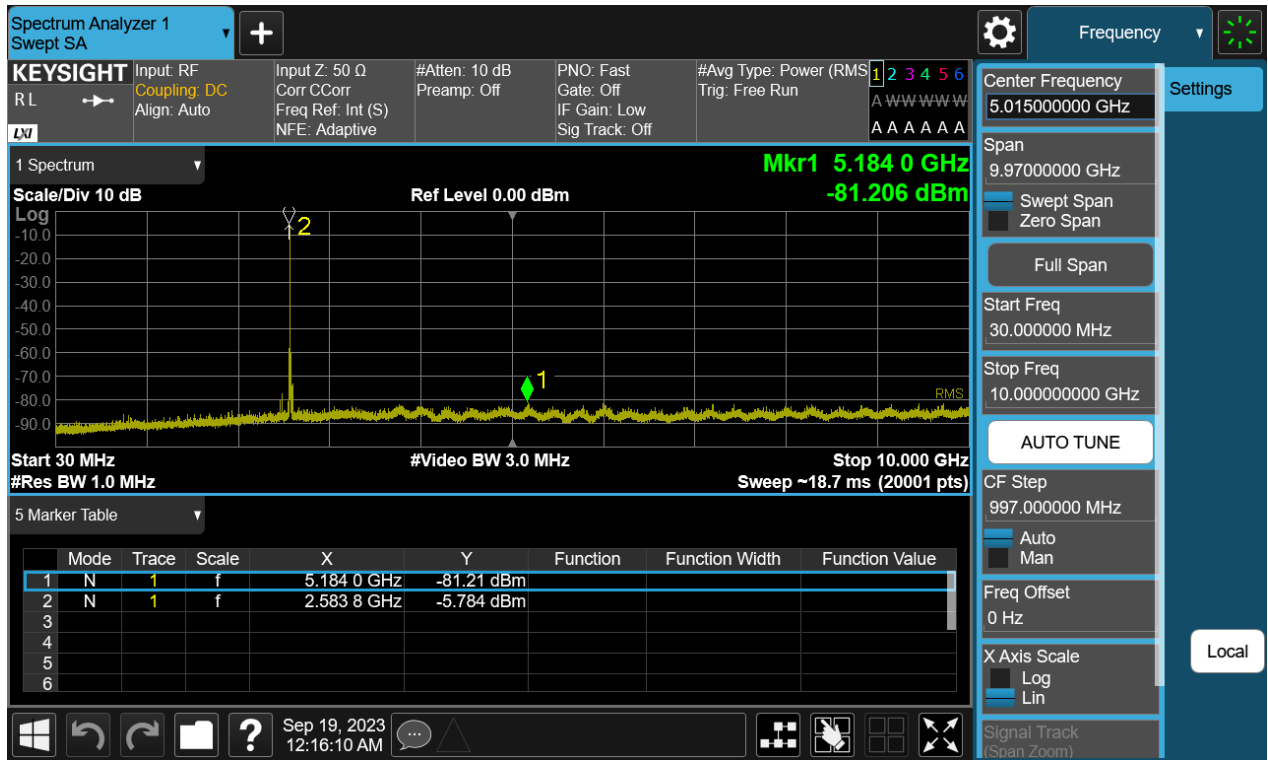 Spectrum Analyzer 1
Swept SA
+
Frequency
KEYSIGHT
RL
LXI
Input: RF
Coupling: DC
Align: Auto
Input Z: 50 Ω
Corr CCorr
Freq Ref: Int (S)
NFE: Adaptive
#Atten: 10 dB
Preamp: Off
PNO: Fast
Gate: Off
IF Gain: Low
Sig Track: Off
#Avg Type: Power (RMS
Trig: Free Run
1 2 3 4 5 6
A W W W W W
A A A A A A
1 Spectrum
Mkr1 5.184 0 GHz
Scale/Div 10 dB
Ref Level 0.00 dBm
-81.206 dBm
Log
-10.0
-20.0
-30.0
-40.0
-50.0
-60.0
-70.0
-80.0
-90.0
2
1
RMS
Start 30 MHz
#Video BW 3.0 MHz
Stop 10.000 GHz
#Res BW 1.0 MHz
Sweep ~18.7 ms (20001 pts)
5 Marker Table
Mode Trace Scale X Y Function Function Width Function Value
1 N 1 f 5.184 0 GHz -81.21 dBm
2 N 1 f 2.583 8 GHz -5.784 dBm
3
4
5
6
?
Sep 19, 2023
12:16:10 AM
Center Frequency
5.015000000 GHz
Settings
Span
9.97000000 GHz
Swept Span
Zero Span
Full Span
Start Freq
30.000000 MHz
Stop Freq
10.000000000 GHz
AUTO TUNE
CF Step
997.000000 MHz
Auto
Man
Freq Offset
0 Hz
X Axis Scale
Log
Lin
Local
Signal Track
(Span Zoom)